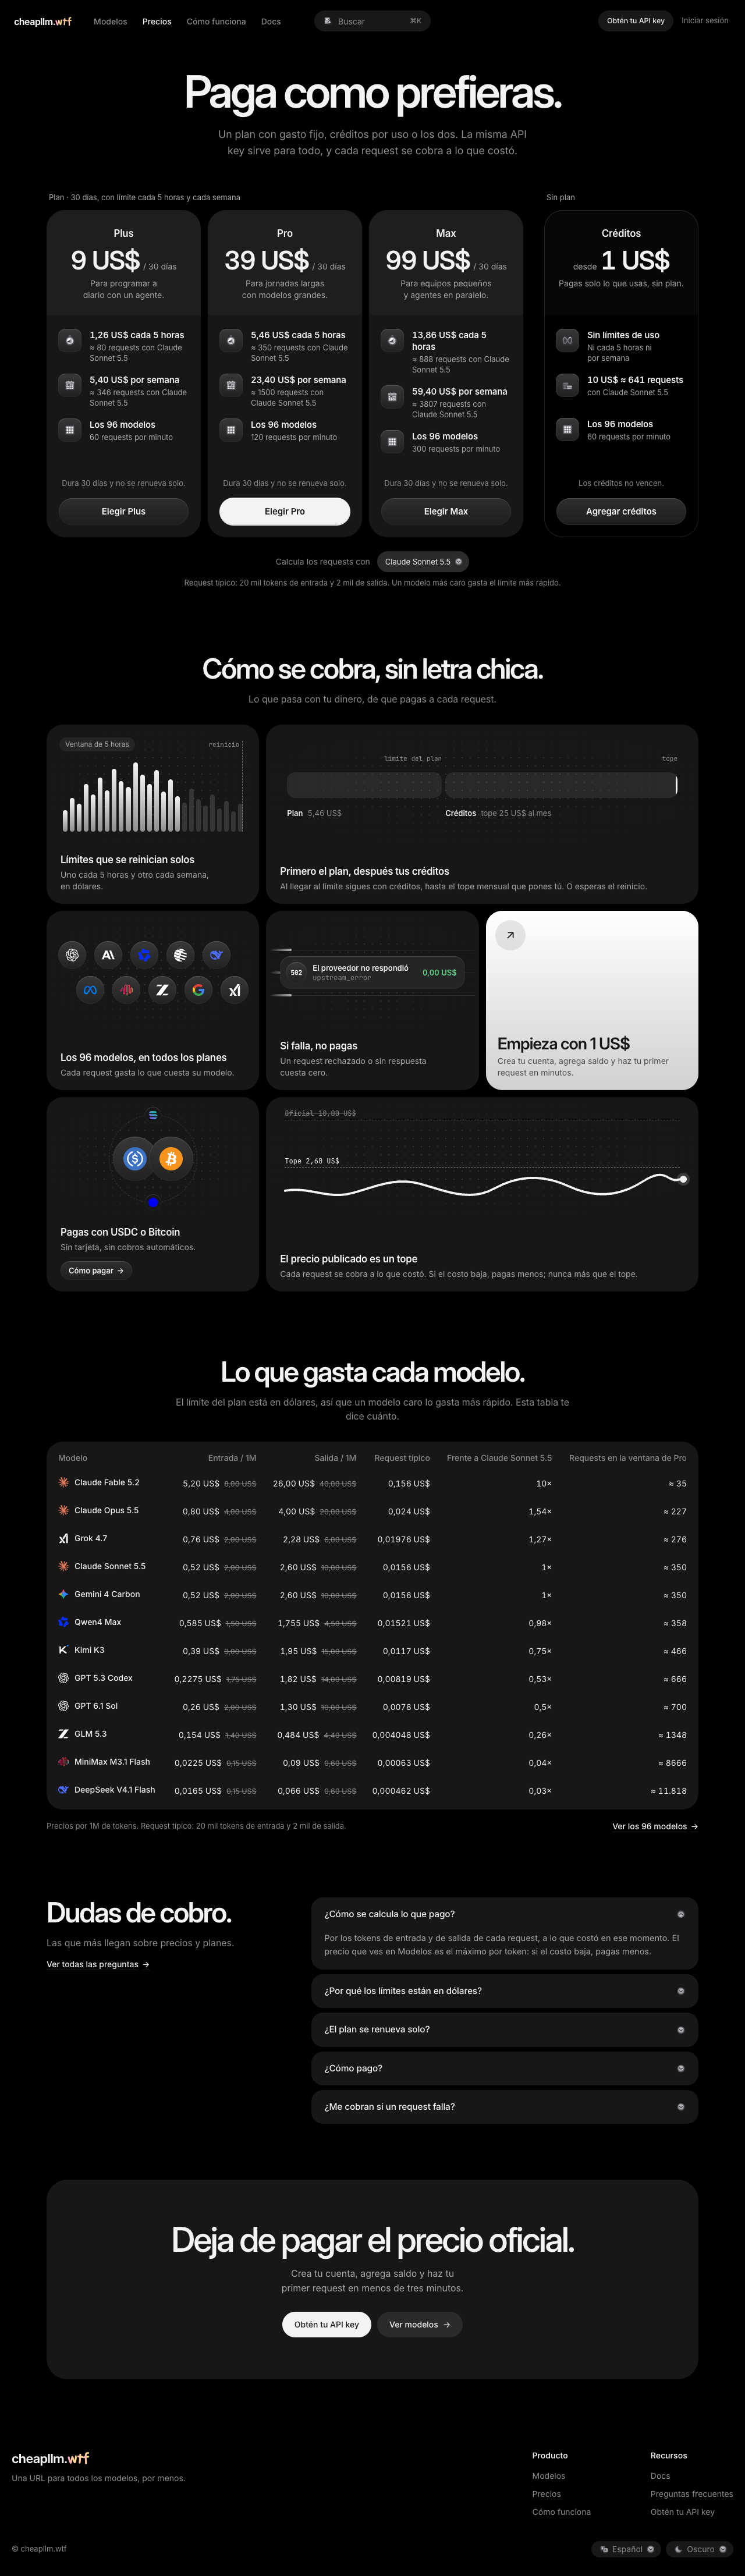 cheapllm.wtf
Modelos
Precios
Cómo funciona
Docs
Buscar
⌘K
Obtén tu API key
Iniciar sesión
Paga como prefieras.
Un plan con gasto fijo, créditos por uso o los dos. La misma API
key sirve para todo, y cada request se cobra a lo que costó.
Plan · 30 días, con límite cada 5 horas y cada semana
Sin plan
Plus
9 US$ / 30 días
Para programar a
diario con un agente.
1,26 US$ cada 5 horas
≈ 80 requests con Claude
Sonnet 5.5
5,40 US$ por semana
≈ 346 requests con Claude
Sonnet 5.5
Los 96 modelos
60 requests por minuto
Dura 30 días y no se renueva solo.
Elegir Plus
Pro
39 US$ / 30 días
Para jornadas largas
con modelos grandes.
5,46 US$ cada 5 horas
≈ 350 requests con Claude
Sonnet 5.5
23,40 US$ por semana
≈ 1500 requests con
Claude Sonnet 5.5
Los 96 modelos
120 requests por minuto
Dura 30 días y no se renueva solo.
Elegir Pro
Max
99 US$ / 30 días
Para equipos pequeños
y agentes en paralelo.
13,86 US$ cada 5
horas
≈ 888 requests con Claude
Sonnet 5.5
59,40 US$ por semana
≈ 3807 requests con
Claude Sonnet 5.5
Los 96 modelos
300 requests por minuto
Dura 30 días y no se renueva solo.
Elegir Max
Créditos
desde 1 US$
Pagas solo lo que usas, sin plan.
Sin límites de uso
Ni cada 5 horas ni
por semana
10 US$ ≈ 641 requests
con Claude Sonnet 5.5
Los 96 modelos
60 requests por minuto
Los créditos no vencen.
Agregar créditos
Calcula los requests con Claude Sonnet 5.5
Request típico: 20 mil tokens de entrada y 2 mil de salida. Un modelo más caro gasta el límite más rápido.
Cómo se cobra, sin letra chica.
Lo que pasa con tu dinero, de que pagas a cada request.
Ventana de 5 horas
reinicio
Límites que se reinician solos
Uno cada 5 horas y otro cada semana,
en dólares.
límite del plan
tope
Plan 5,46 US$
Créditos tope 25 US$ al mes
Primero el plan, después tus créditos
Al llegar al límite sigues con créditos, hasta el tope mensual que pones tú. O esperas el reinicio.
Los 96 modelos, en todos los planes
Cada request gasta lo que cuesta su modelo.
502
El proveedor no respondió
upstream_error
0,00 US$
Si falla, no pagas
Un request rechazado o sin respuesta
cuesta cero.
Empieza con 1 US$
Crea tu cuenta, agrega saldo y haz tu primer
request en minutos.
Pagas con USDC o Bitcoin
Sin tarjeta, sin cobros automáticos.
Cómo pagar →
Oficial 10,00 US$
Tope 2,60 US$
El precio publicado es un tope
Cada request se cobra a lo que costó. Si el costo baja, pagas menos; nunca más que el tope.
Lo que gasta cada modelo.
El límite del plan está en dólares, así que un modelo caro lo gasta más rápido. Esta tabla te
dice cuánto.
Modelo Entrada / 1M Salida / 1M Request típico Frente a Claude Sonnet 5.5 Requests en la ventana de Pro
Claude Fable 5.2 5,20 US$ 8,00 US$ 26,00 US$ 40,00 US$ 0,156 US$ 10× ≈ 35
Claude Opus 5.5 0,80 US$ 4,00 US$ 4,00 US$ 20,00 US$ 0,024 US$ 1,54× ≈ 227
Grok 4.7 0,76 US$ 2,00 US$ 2,28 US$ 6,00 US$ 0,01976 US$ 1,27× ≈ 276
Claude Sonnet 5.5 0,52 US$ 2,00 US$ 2,60 US$ 10,00 US$ 0,0156 US$ 1× ≈ 350
Gemini 4 Carbon 0,52 US$ 2,00 US$ 2,60 US$ 10,00 US$ 0,0156 US$ 1× ≈ 350
Qwen4 Max 0,585 US$ 1,50 US$ 1,755 US$ 4,50 US$ 0,01521 US$ 0,98× ≈ 358
Kimi K3 0,39 US$ 3,00 US$ 1,95 US$ 15,00 US$ 0,0117 US$ 0,75× ≈ 466
GPT 5.3 Codex 0,2275 US$ 1,75 US$ 1,82 US$ 14,00 US$ 0,00819 US$ 0,53× ≈ 666
GPT 6.1 Sol 0,26 US$ 2,00 US$ 1,30 US$ 10,00 US$ 0,0078 US$ 0,5× ≈ 700
GLM 5.3 0,154 US$ 1,40 US$ 0,484 US$ 4,40 US$ 0,004048 US$ 0,26× ≈ 1348
MiniMax M3.1 Flash 0,0225 US$ 0,15 US$ 0,09 US$ 0,60 US$ 0,00063 US$ 0,04× ≈ 8666
DeepSeek V4.1 Flash 0,0165 US$ 0,15 US$ 0,066 US$ 0,60 US$ 0,000462 US$ 0,03× ≈ 11.818
Precios por 1M de tokens. Request típico: 20 mil tokens de entrada y 2 mil de salida.
Ver los 96 modelos →
Dudas de cobro.
Las que más llegan sobre precios y planes.
Ver todas las preguntas →
¿Cómo se calcula lo que pago?
Por los tokens de entrada y de salida de cada request, a lo que costó en ese momento. El
precio que ves en Modelos es el máximo por token: si el costo baja, pagas menos.
¿Por qué los límites están en dólares?
¿El plan se renueva solo?
¿Cómo pago?
¿Me cobran si un request falla?
Deja de pagar el precio oficial.
Crea tu cuenta, agrega saldo y haz tu
primer request en menos de tres minutos.
Obtén tu API key
Ver modelos →
cheapllm.wtf
Una URL para todos los modelos, por menos.
Producto
Modelos
Precios
Cómo funciona
Recursos
Docs
Preguntas frecuentes
Obtén tu API key
© cheapllm.wtf
Español
Oscuro